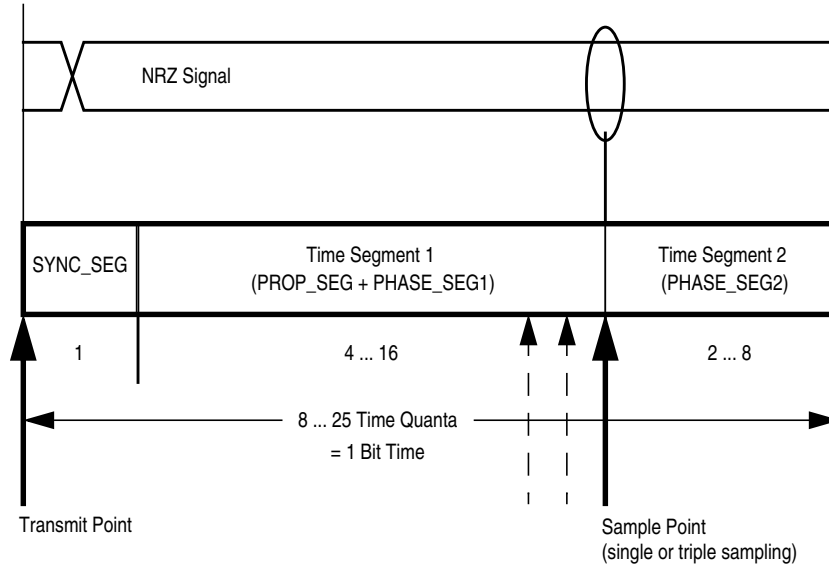 NRZ Signal
SYNC_SEG
Time Segment 1
(PROP_SEG + PHASE_SEG1)
Time Segment 2
(PHASE_SEG2)
1
4 ... 16
2 ... 8
8 ... 25 Time Quanta
= 1 Bit Time
Transmit Point
Sample Point
(single or triple sampling)